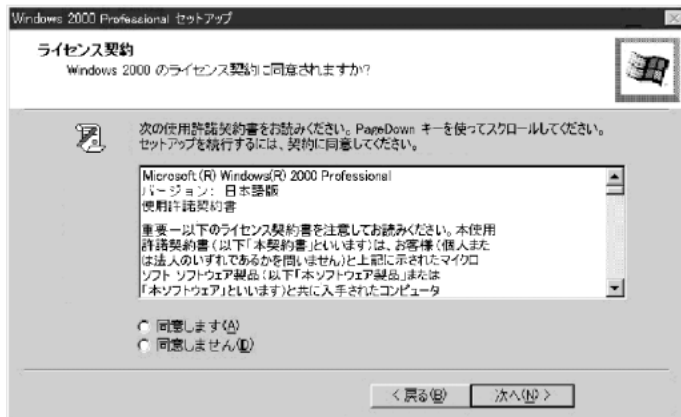 Windows 2000 Professional セットアップ
ライセンス契約
Windows 2000 のライセンス契約に同意されますか?
次の使用許諾契約書をお読みください。PageDown キーを使ってスクロールしてください。
セットアップを続行するには、契約に同意してください。
Microsoft (R) Windows(R) 2000 Professional
バージョン: 日本語版
使用許諾契約書
重要－以下のライセンス契約書を注意してお読みください。本使用
許諾契約書(以下「本契約書」といいます)は、お客様(個人また
は法人のいずれであるかを問いません)と上記に示されたマイクロ
ソフト ソフトウェア製品(以下「本ソフトウェア製品」または
「本ソフトウェア」といいます)と共に入手されたコンピュータ
同意します(A)
同意しません(D)
< 戻る(B)
次へ(N) >